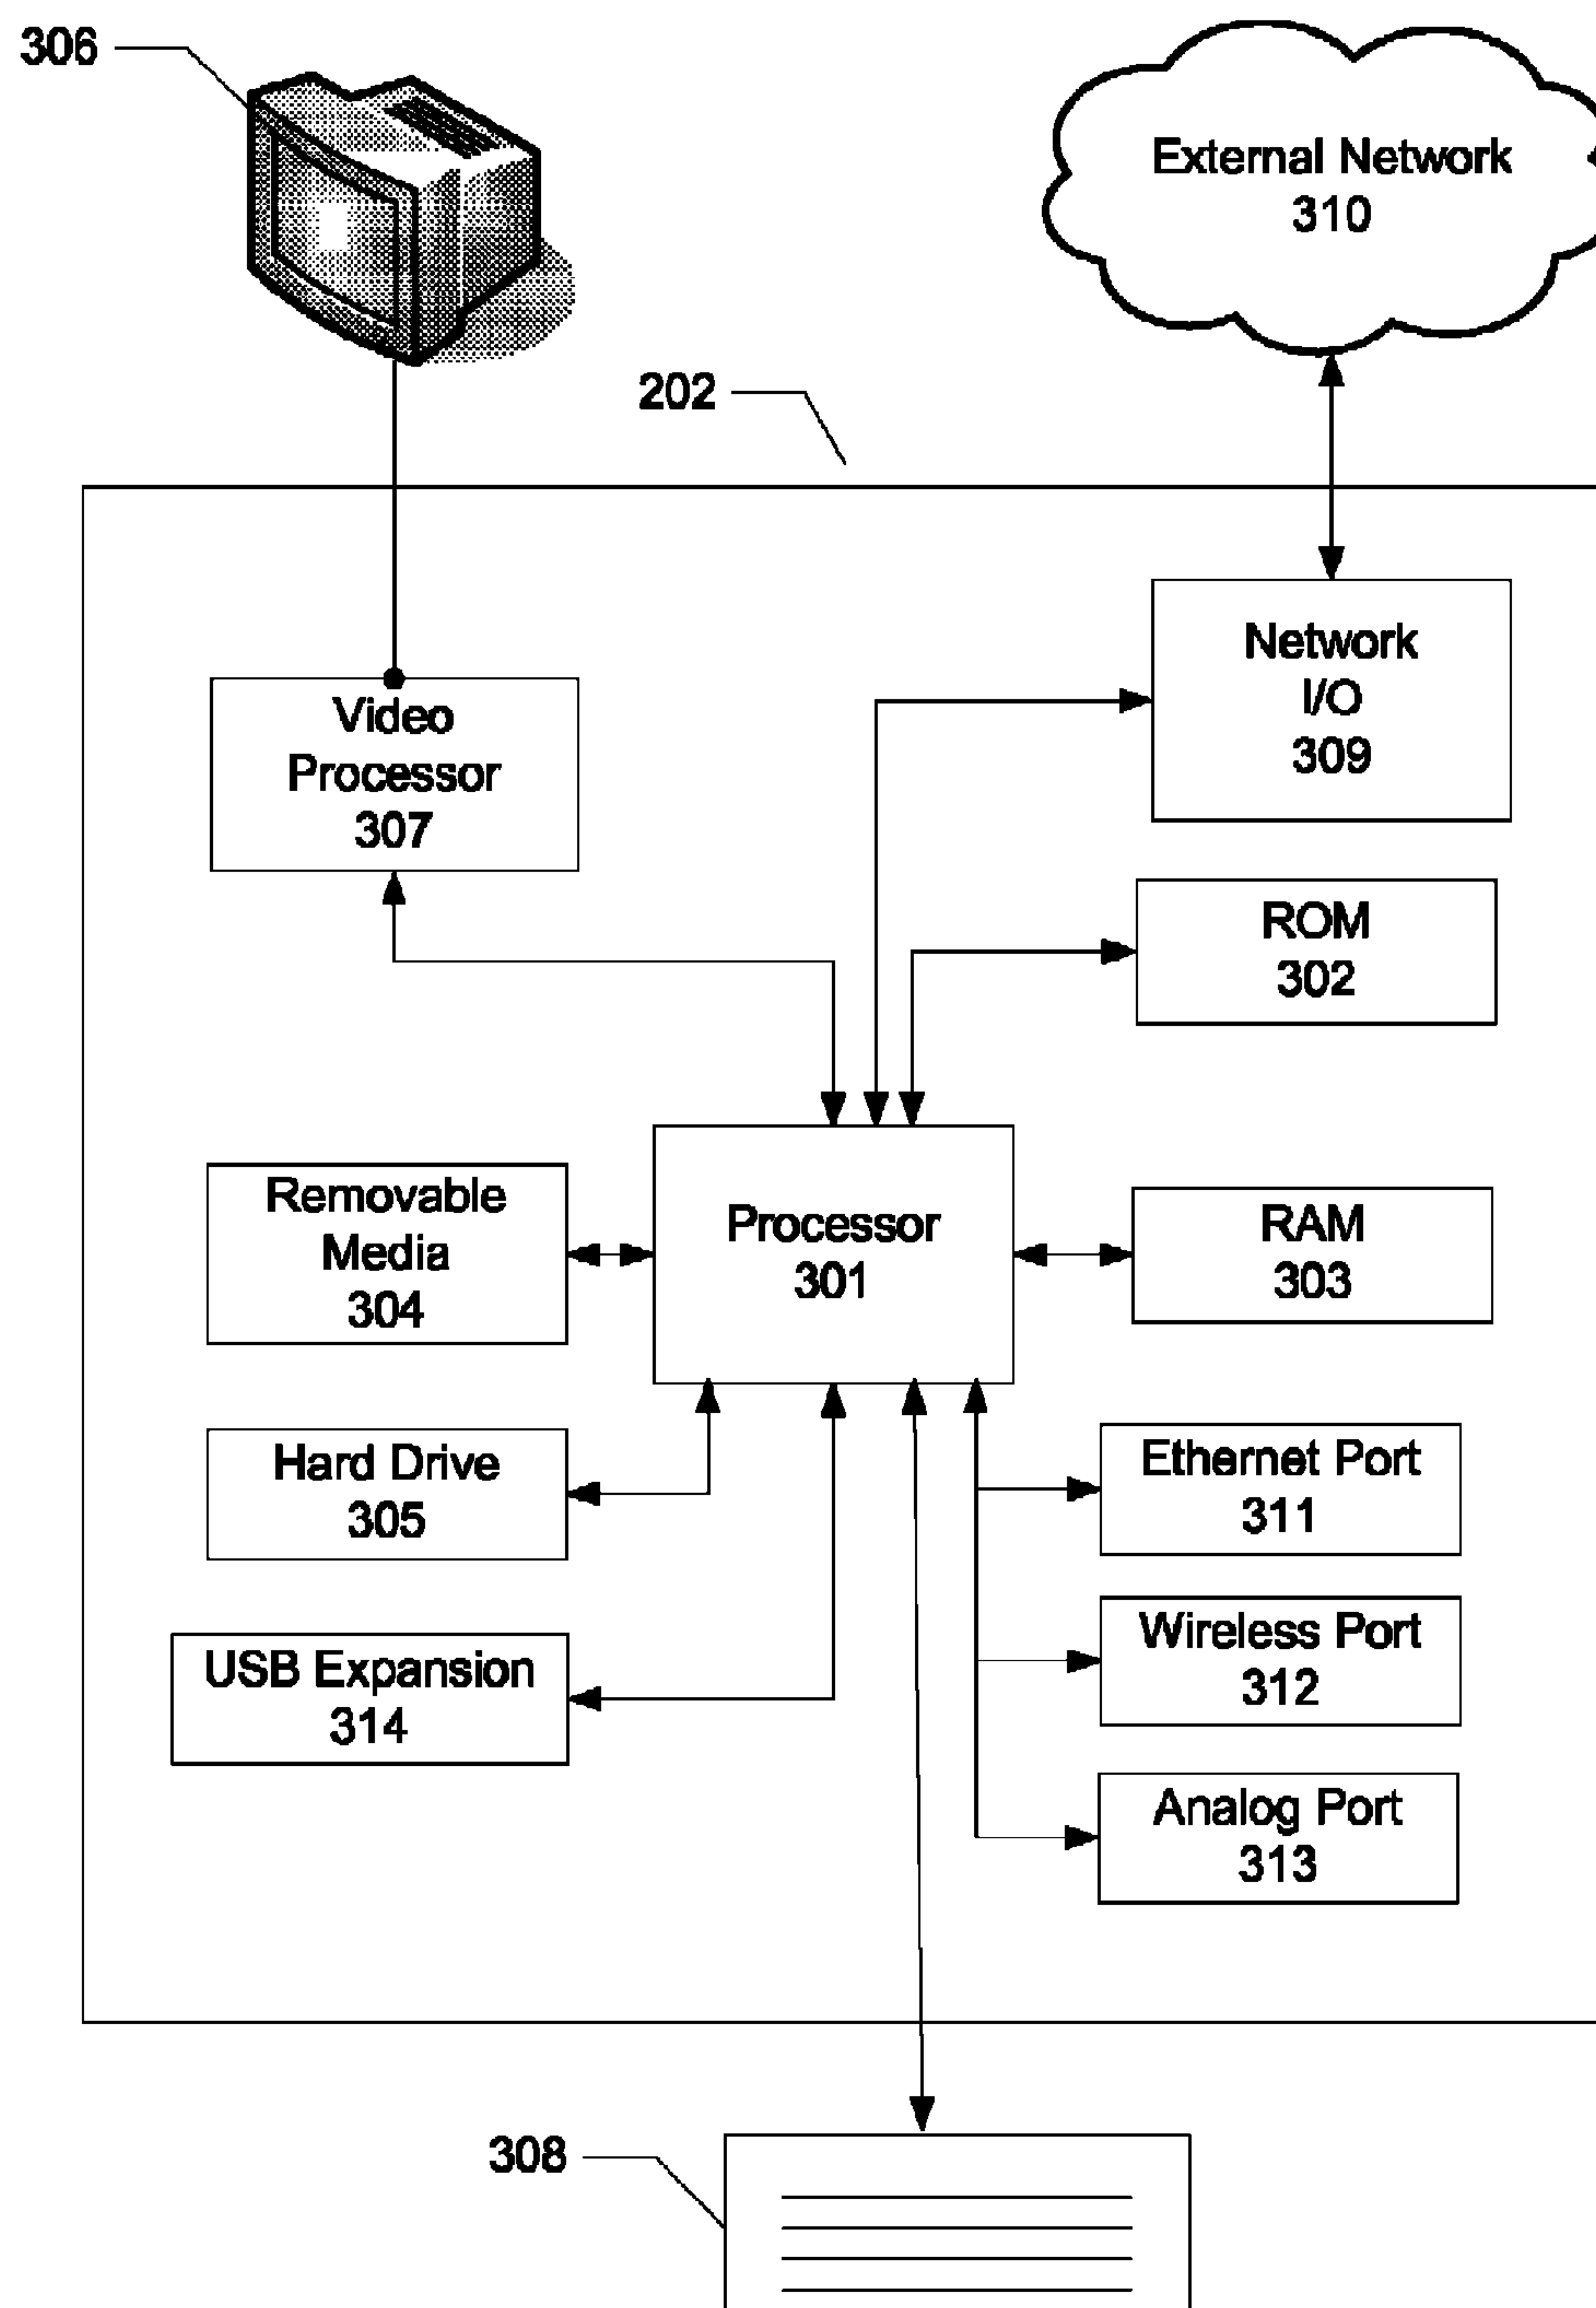 306
External Network
310
202
Network
I/O
309
Video
Processor
307
ROM
302
Removable
Media
304
Processor
301
RAM
303
Hard Drive
305
Ethernet Port
311
USB Expansion
314
Wireless Port
312
Analog Port
313
308